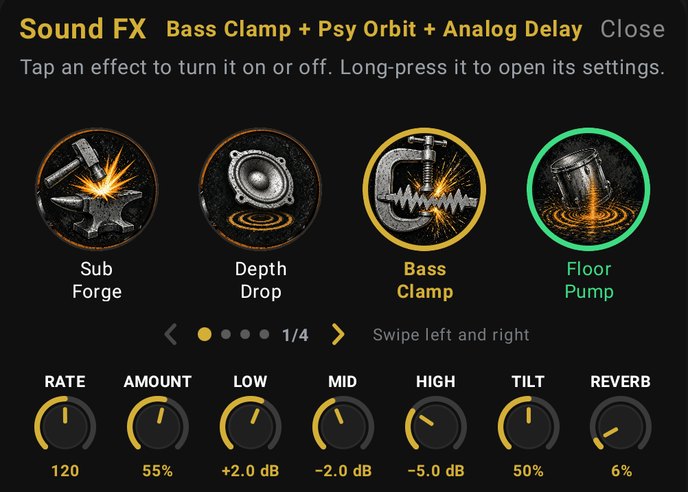 Sound FX Bass Clamp + Psy Orbit + Analog Delay Close
Tap an effect to turn it on or off. Long-press it to open its settings.
Sub Forge
Depth Drop
Bass Clamp
Floor Pump
1/4 Swipe left and right
RATE AMOUNT LOW MID HIGH TILT REVERB
120 55% +2.0 dB −2.0 dB −5.0 dB 50% 6%